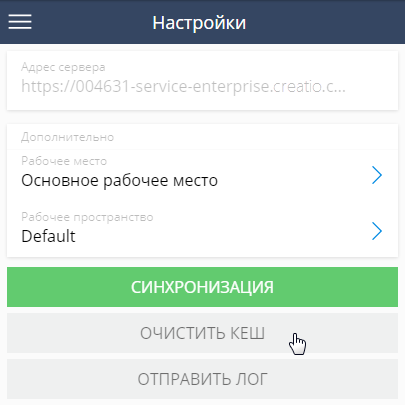 Настройки
Адрес сервера
https://004631-service-enterprise.creatio.c...
Дополнительно
Рабочее место
Основное рабочее место
Рабочее пространство
Default
СИНХРОНИЗАЦИЯ
ОЧИСТИТЬ КЕШ
ОТПРАВИТЬ ЛОГ